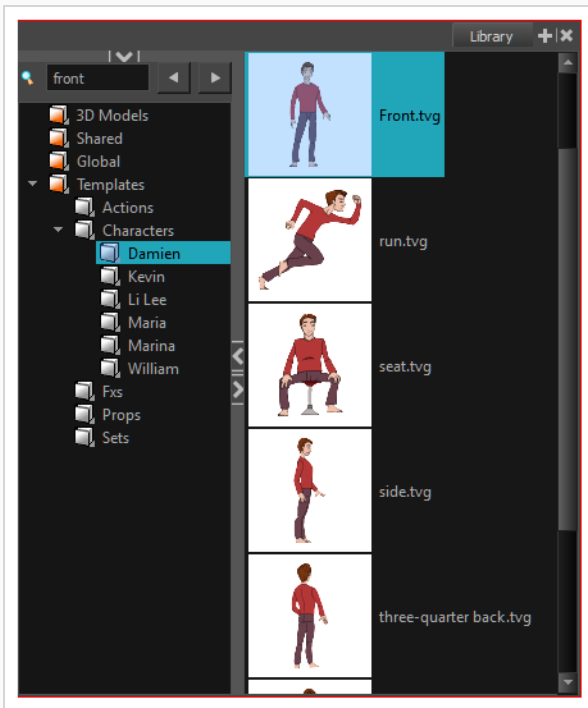 Library
front
3D Models
Shared
Global
Templates
Actions
Characters
Damien
Kevin
Li Lee
Maria
Marina
William
Fxs
Props
Sets
Front.tvg
run.tvg
seat.tvg
side.tvg
three-quarter back.tvg